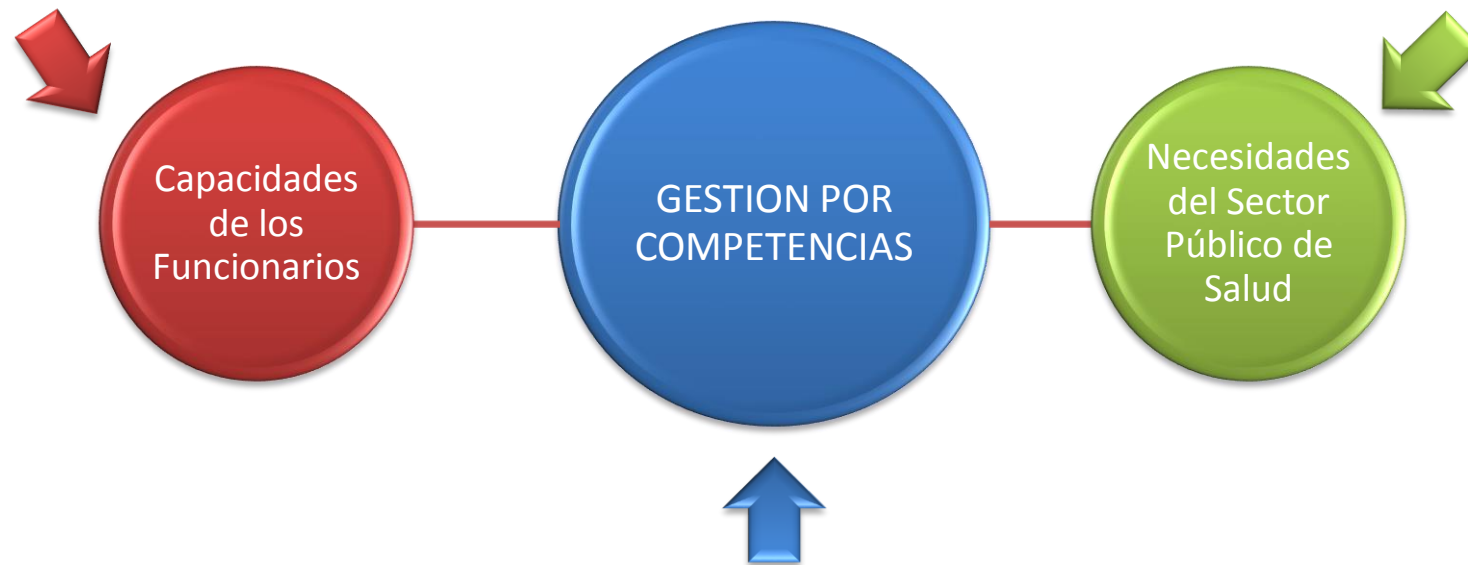 Capacidades
de los
Funcionarios
GESTION POR
COMPETENCIAS
Necesidades
del Sector
Público de
Salud